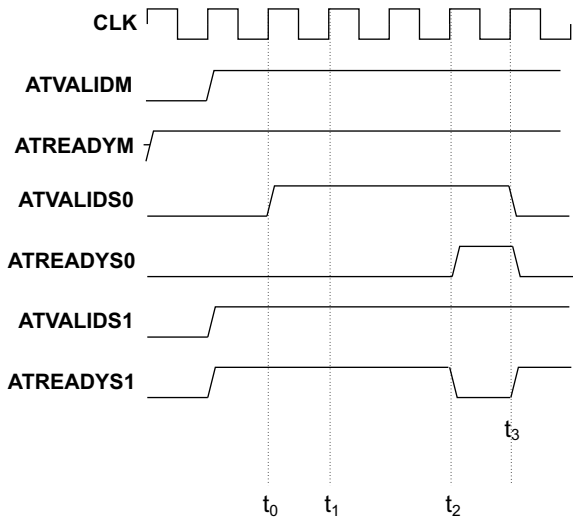 CLK
ATVALIDM
ATREADYM
ATVALIDS0
ATREADYS0
ATVALIDS1
ATREADYS1
t3
t0 t1 t2